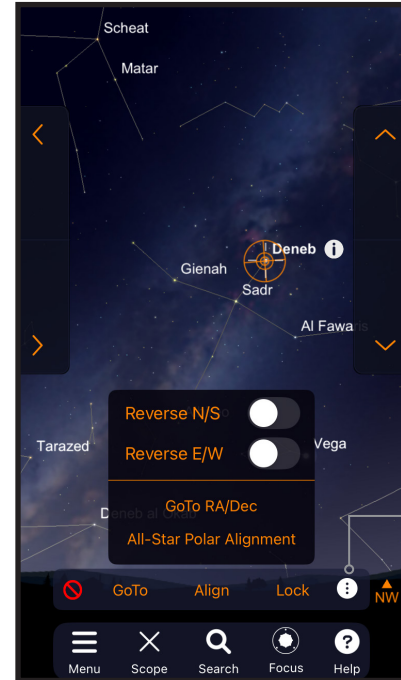 Scheat
Matar
Deneb
Gienah
Sadr
Al Fawaris
Reverse N/S
Reverse E/W
Tarazed
Vega
GoTo RA/Dec
Deneb al Okab
All-Star Polar Alignment
GoTo
Align
Lock
NW
Menu
Scope
Search
Focus
Help